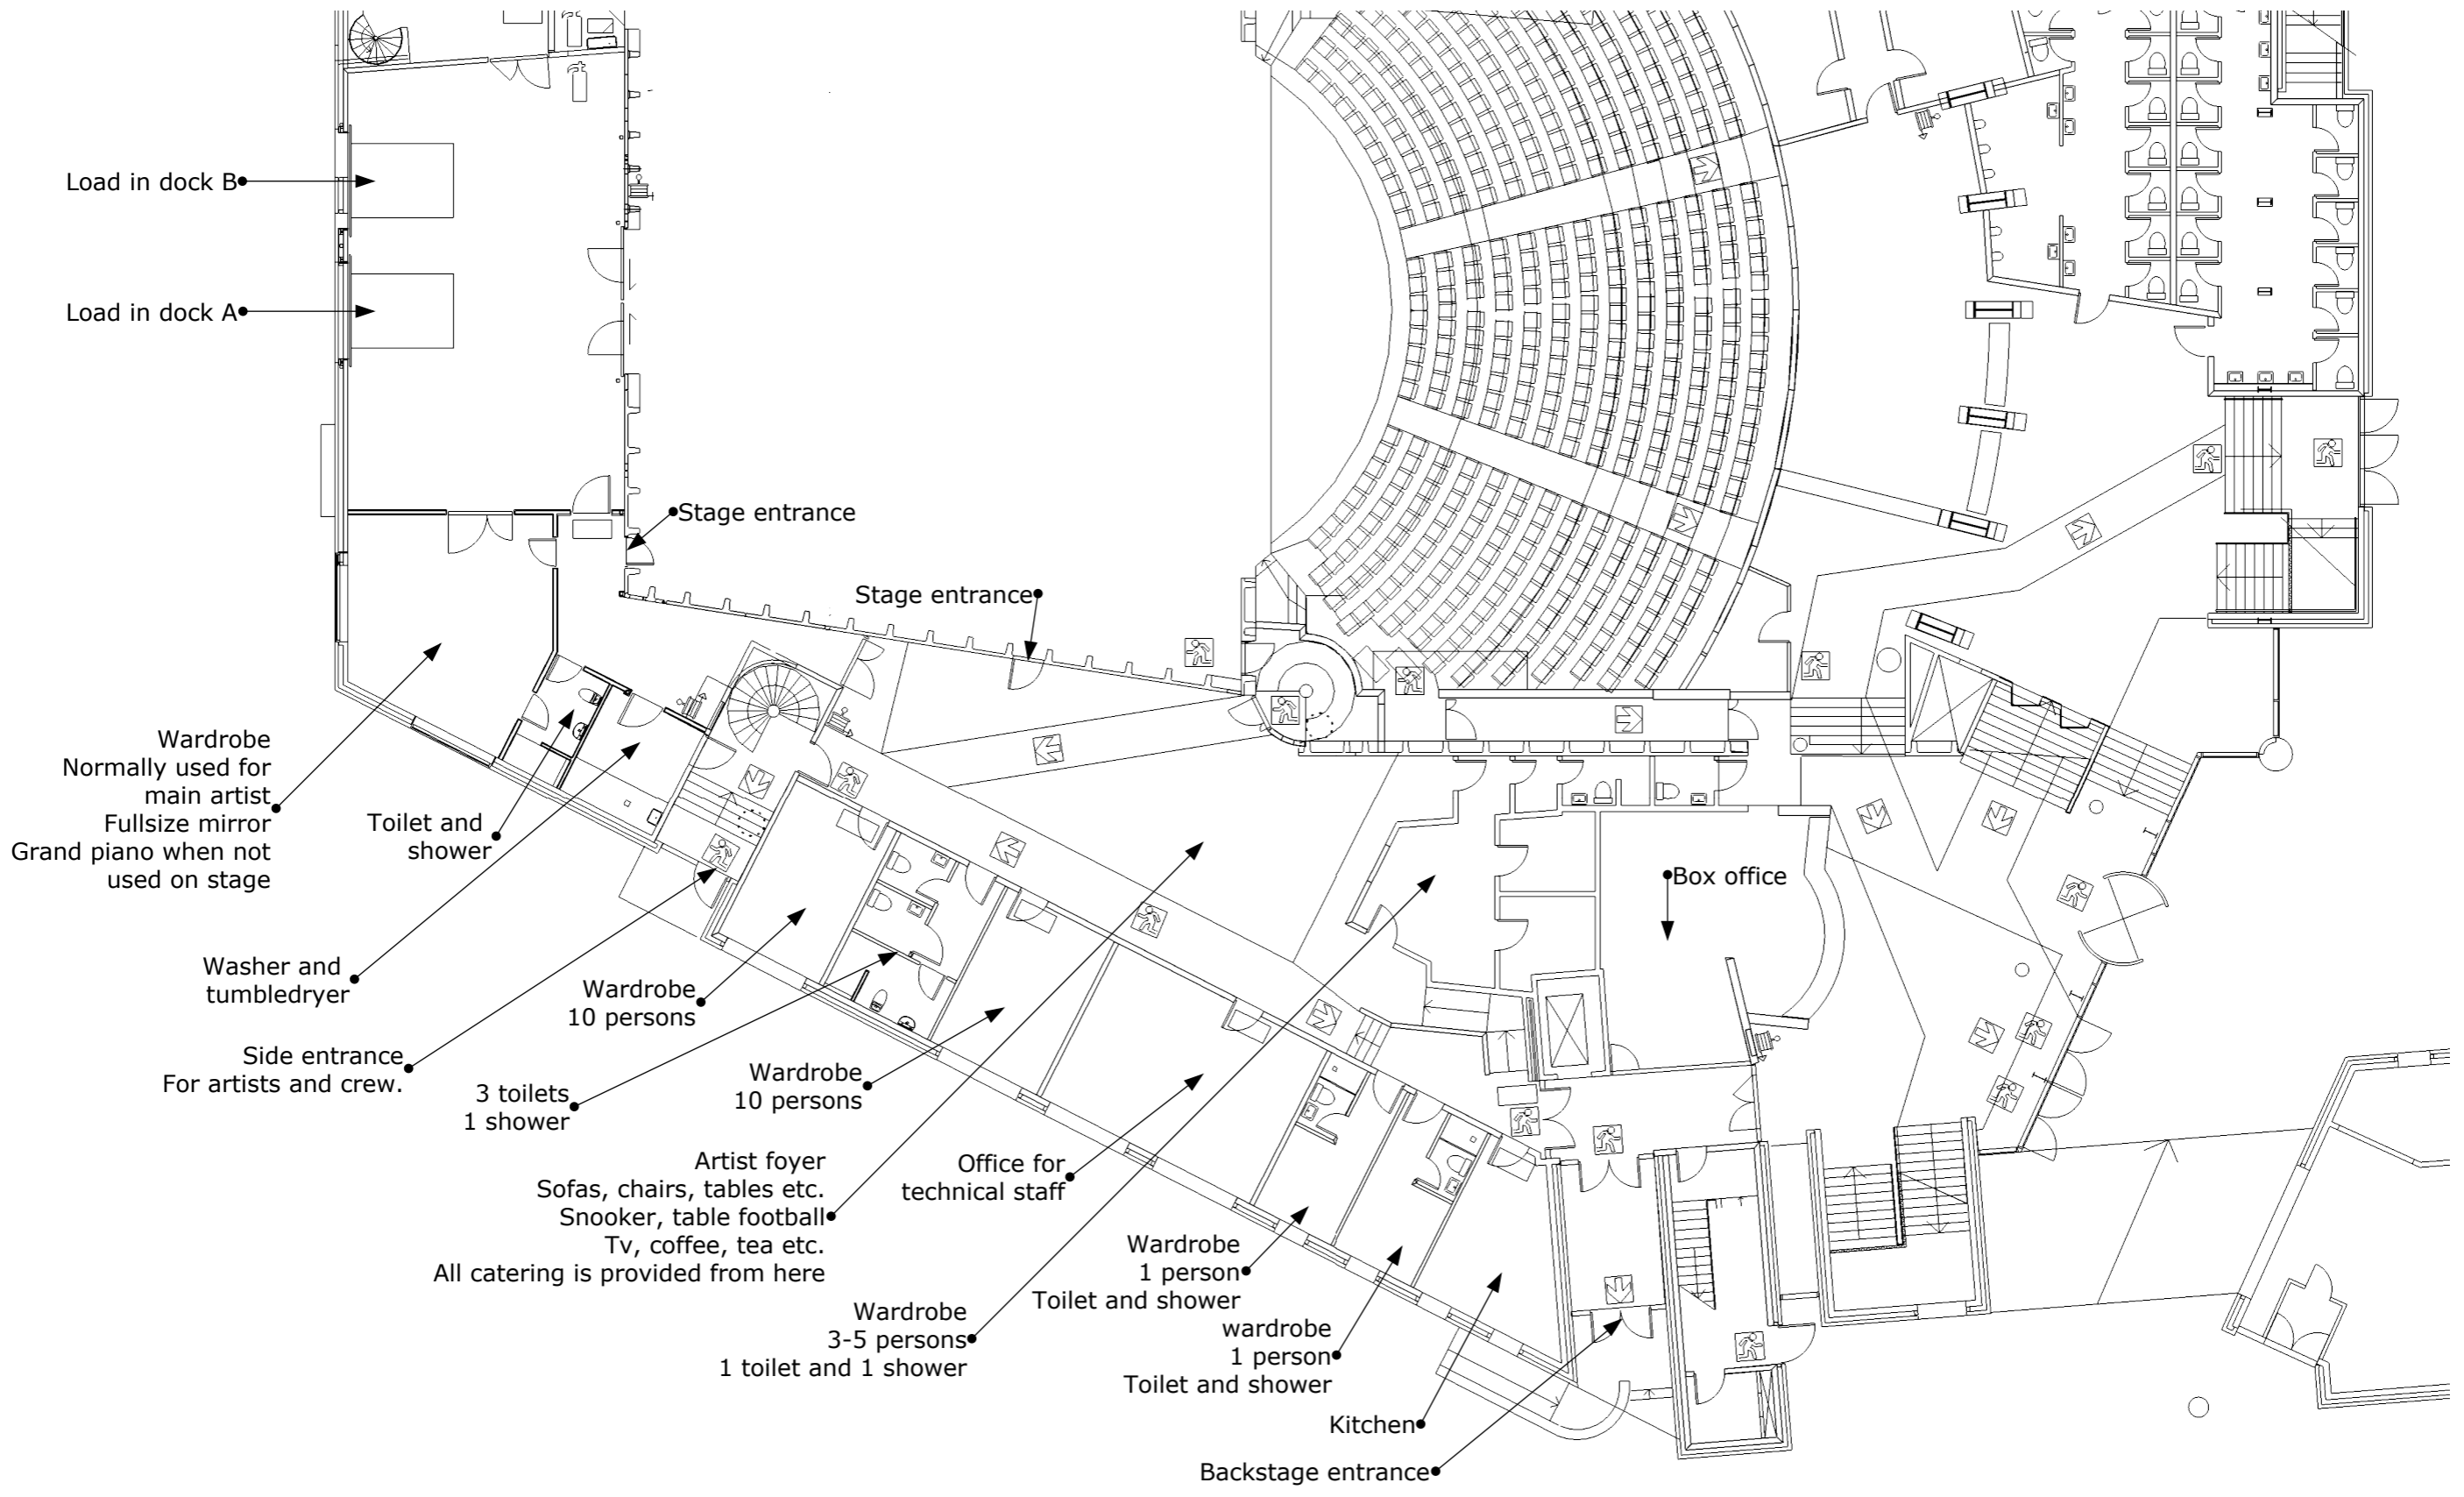 Load in dock B
Load in dock A
Stage entrance
Stage entrance
Wardrobe
Normally used for
main artist
Fullsize mirror
Grand piano when not
used on stage
Toilet and
shower
Washer and
tumbledryer
Side entrance
For artists and crew.
Wardrobe
10 persons
3 toilets
1 shower
Wardrobe
10 persons
Artist foyer
Sofas, chairs, tables etc.
Snooker, table football
Tv, coffee, tea etc.
All catering is provided from here
Office for
technical staff
Wardrobe
3-5 persons
1 toilet and 1 shower
Box office
Wardrobe
1 person
Toilet and shower
wardrobe
1 person
Toilet and shower
Kitchen
Backstage entrance